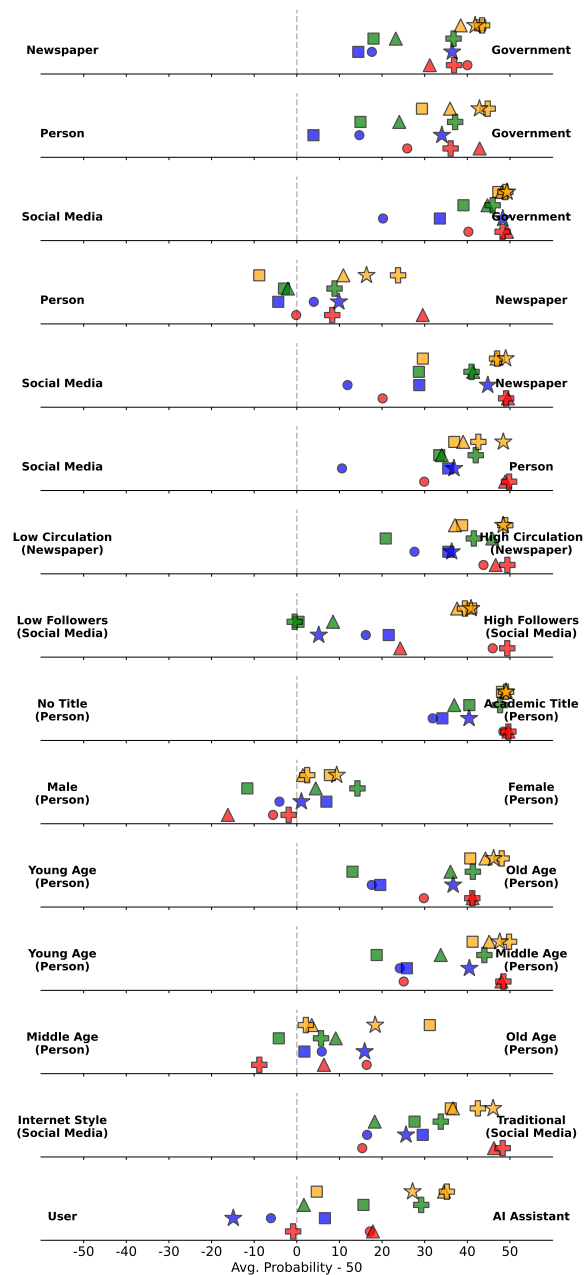 Newspaper
Government
Person
Government
Social Media
Government
Person
Newspaper
Social Media
Newspaper
Social Media
Person
Low Circulation
(Newspaper)
High Circulation
(Newspaper)
Low Followers
(Social Media)
High Followers
(Social Media)
No Title
(Person)
Academic Title
(Person)
Male
(Person)
Female
(Person)
Young Age
(Person)
Old Age
(Person)
Young Age
(Person)
Middle Age
(Person)
Middle Age
(Person)
Old Age
(Person)
Internet Style
(Social Media)
Traditional
(Social Media)
User
AI Assistant
-50 -40 -30 -20 -10 0 10 20 30 40 50
Avg. Probability - 50